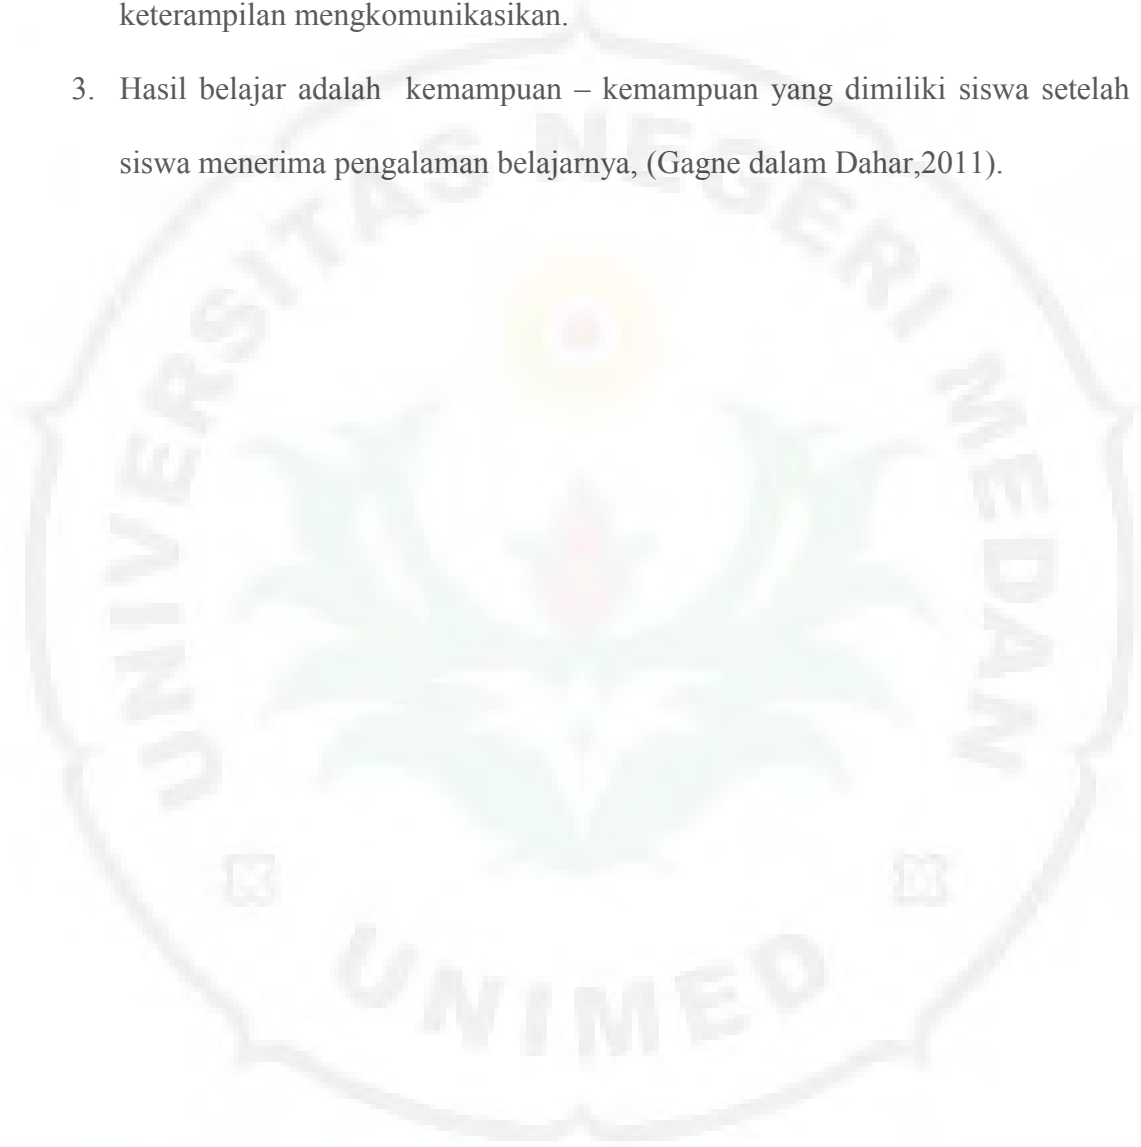 keterampilan mengkomunikasikan.
3. Hasil belajar adalah kemampuan – kemampuan yang dimiliki siswa setelah
siswa menerima pengalaman belajarnya, (Gagne dalam Dahar,2011).
UNIVERSITAS NEGERI MEDAN
UNIMED